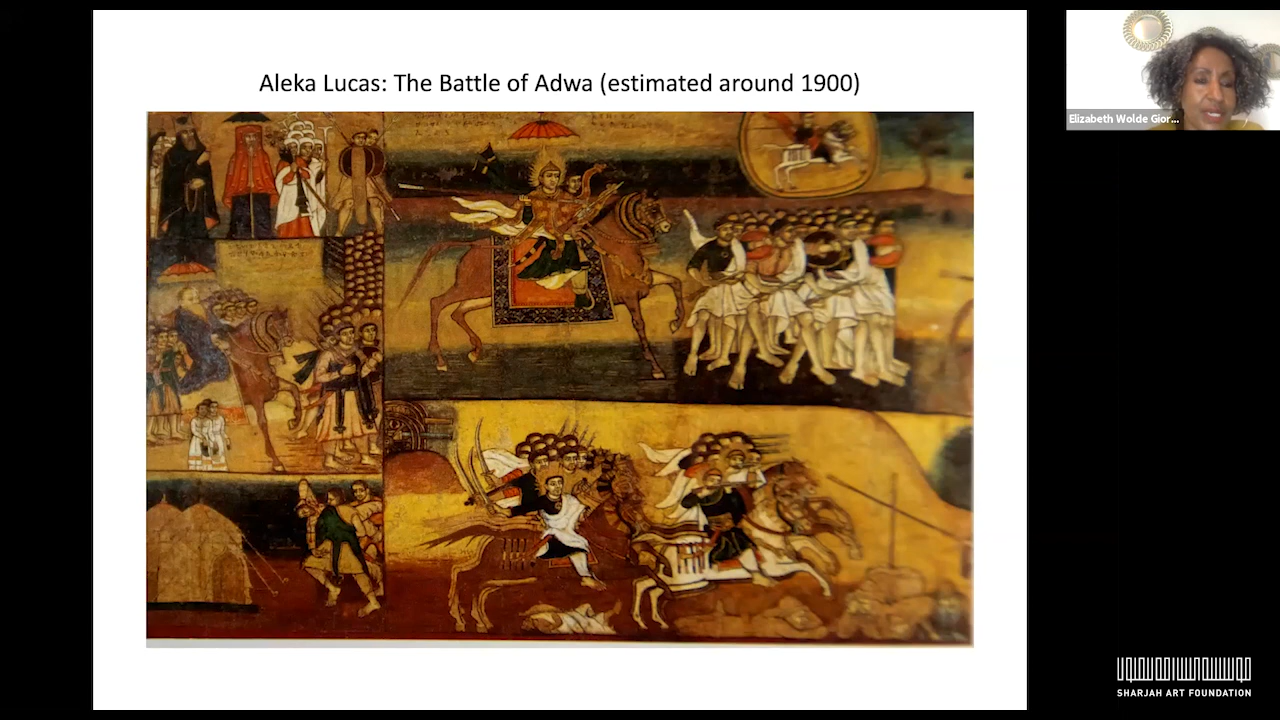 Aleka Lucas: The Battle of Adwa (estimated around 1900)
Elizabeth Wolde Gior...
SHARJAH ART FOUNDATION